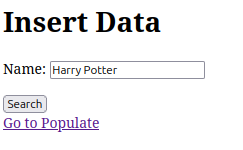 Insert Data
Name: Harry Potter
Search
Go to Populate